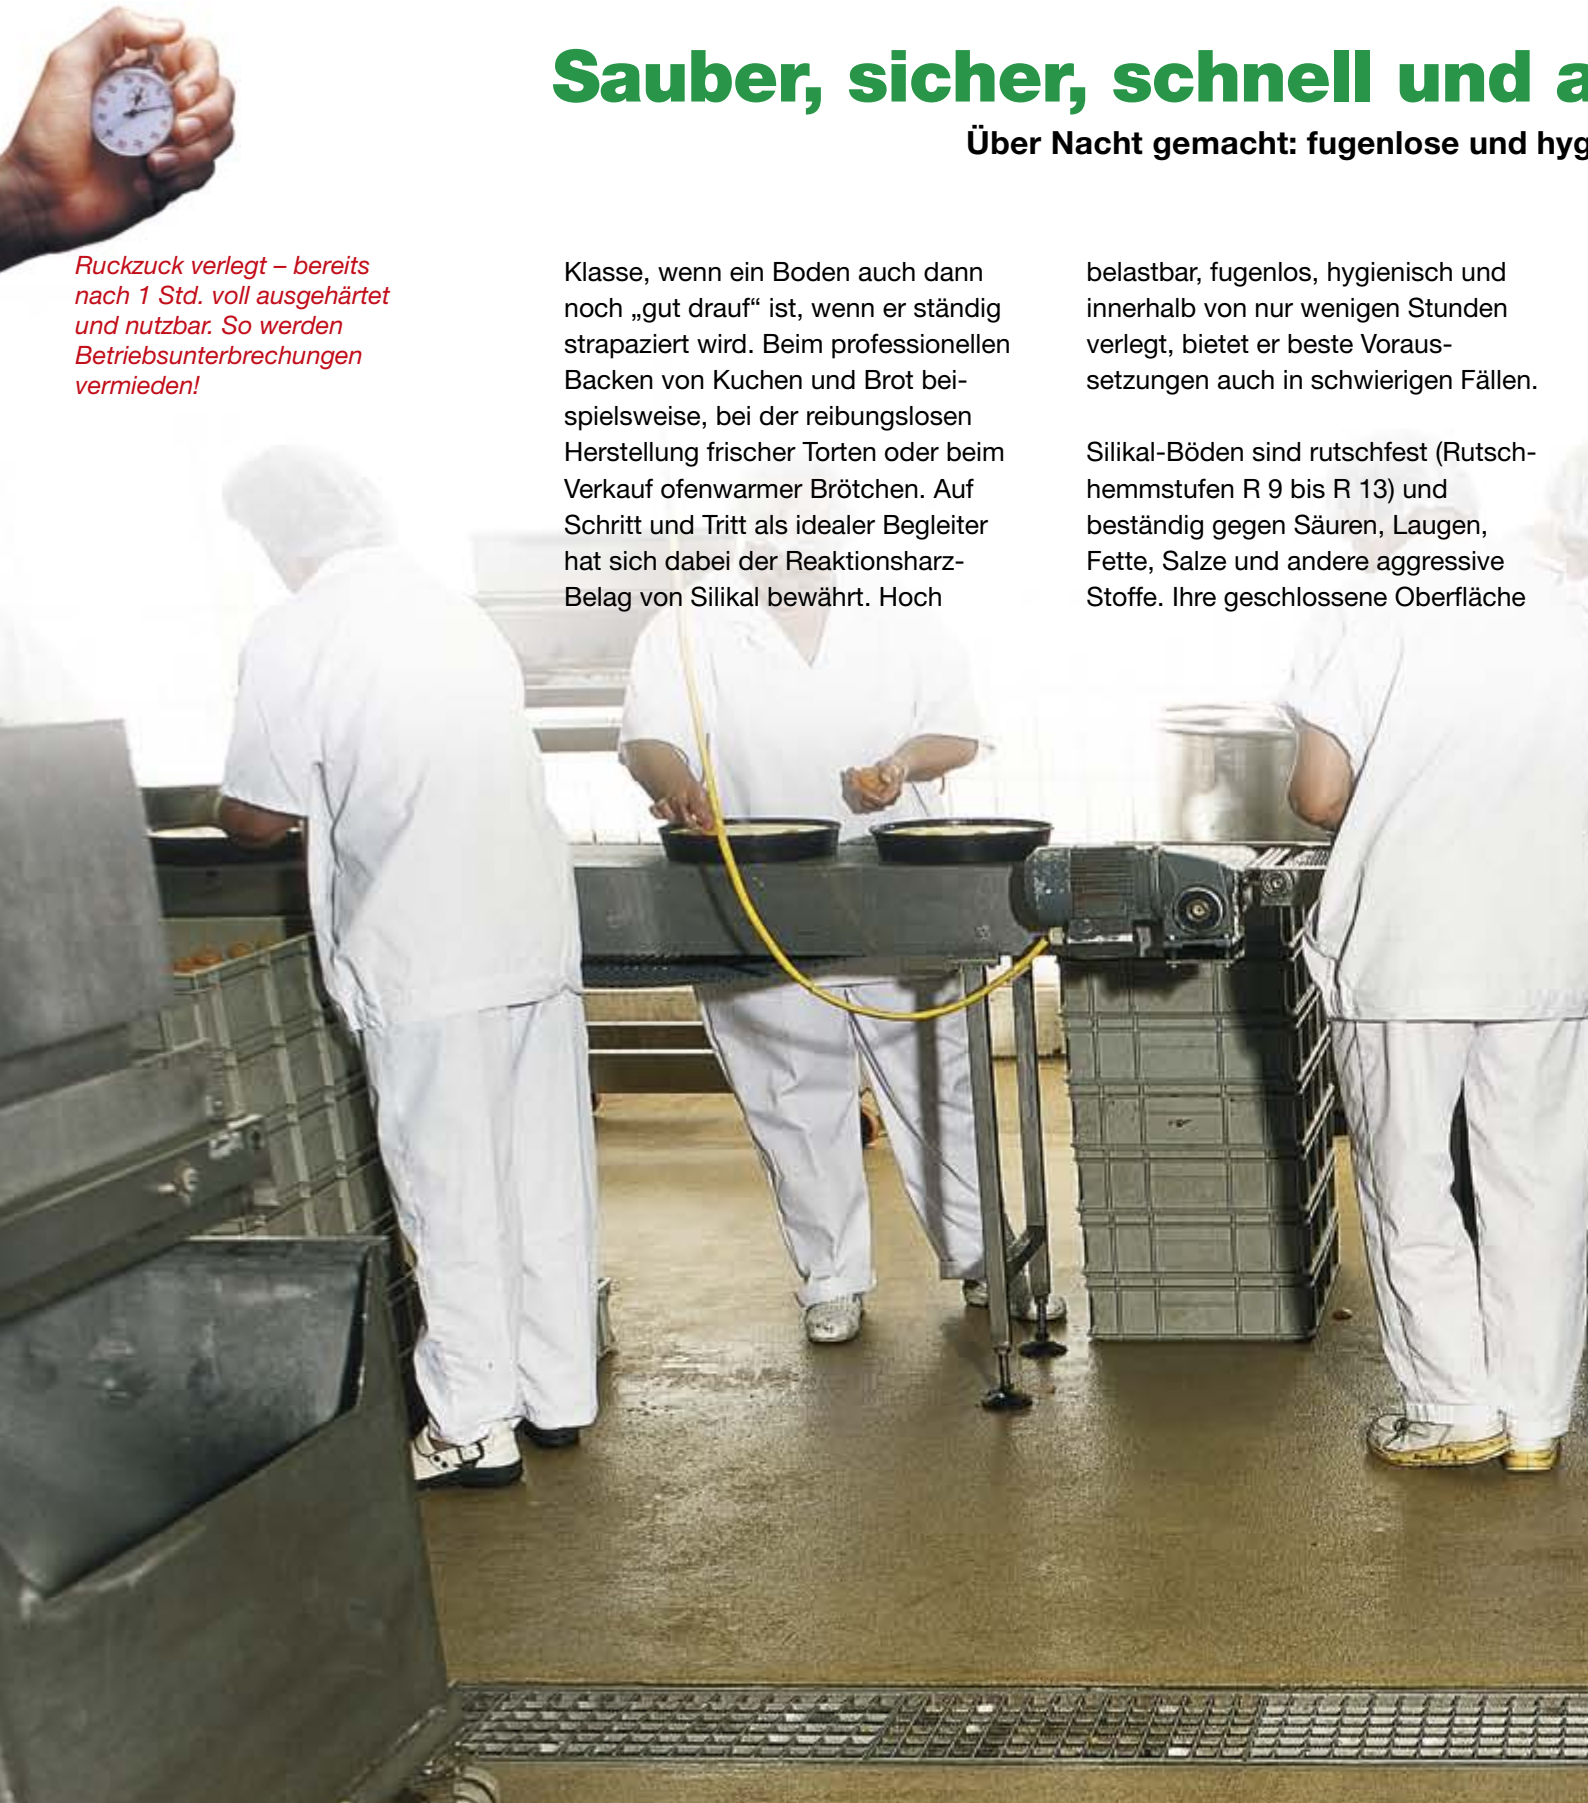 Sauber, sicher, schnell und
Über Nacht gemacht: fugenlose und
Ruckzuck verlegt – bereits
nach 1 Std. voll ausgehärtet
und nutzbar. So werden
Betriebsunterbrechungen
vermieden!
Klasse, wenn ein Boden auch dann
noch „gut drauf“ ist, wenn er ständig
strapaziert wird. Beim professionellen
Backen von Kuchen und Brot bei-
spielsweise, bei der reibungslosen
Herstellung frischer Torten oder beim
Verkauf ofenwarmer Brötchen. Auf
Schritt und Tritt als idealer Begleiter
hat sich dabei der Reaktionsharz-
Belag von Silikal bewährt. Hoch
belastbar, fugenlos, hygienisch und
innerhalb von nur wenigen Stunden
verlegt, bietet er beste Voraus-
setzungen auch in schwierigen Fällen.
Silikal-Böden sind rutschfest (Rutsch-
hemmstufen R 9 bis R 13) und
beständig gegen Säuren, Laugen,
Fette, Salze und andere aggressive
Stoffe. Ihre geschlossene Oberfläche